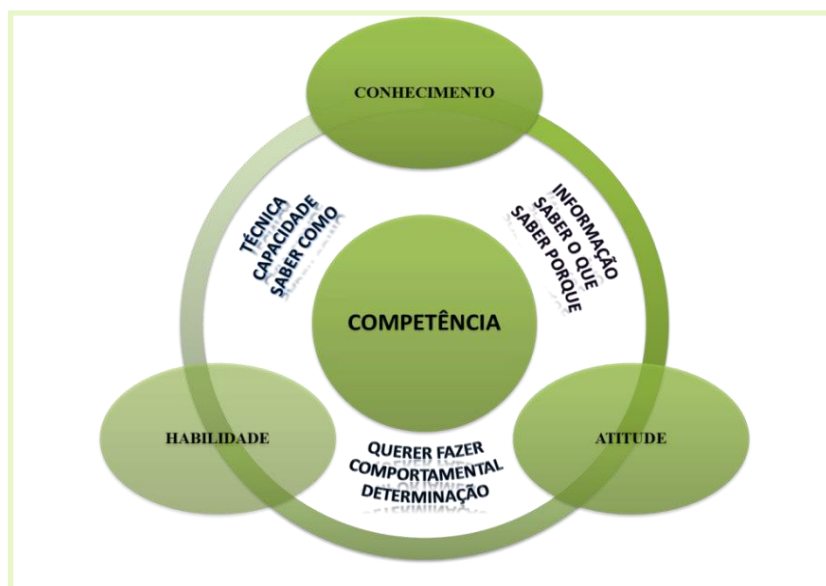 CONHECIMENTO
TÉCNICA
CAPACIDADE
SABER COMO
INFORMAÇÃO
SABER O QUE
SABER PORQUE
COMPETÊNCIA
HABILIDADE
ATITUDE
QUERER FAZER
COMPORTAMENTAL
DETERMINAÇÃO